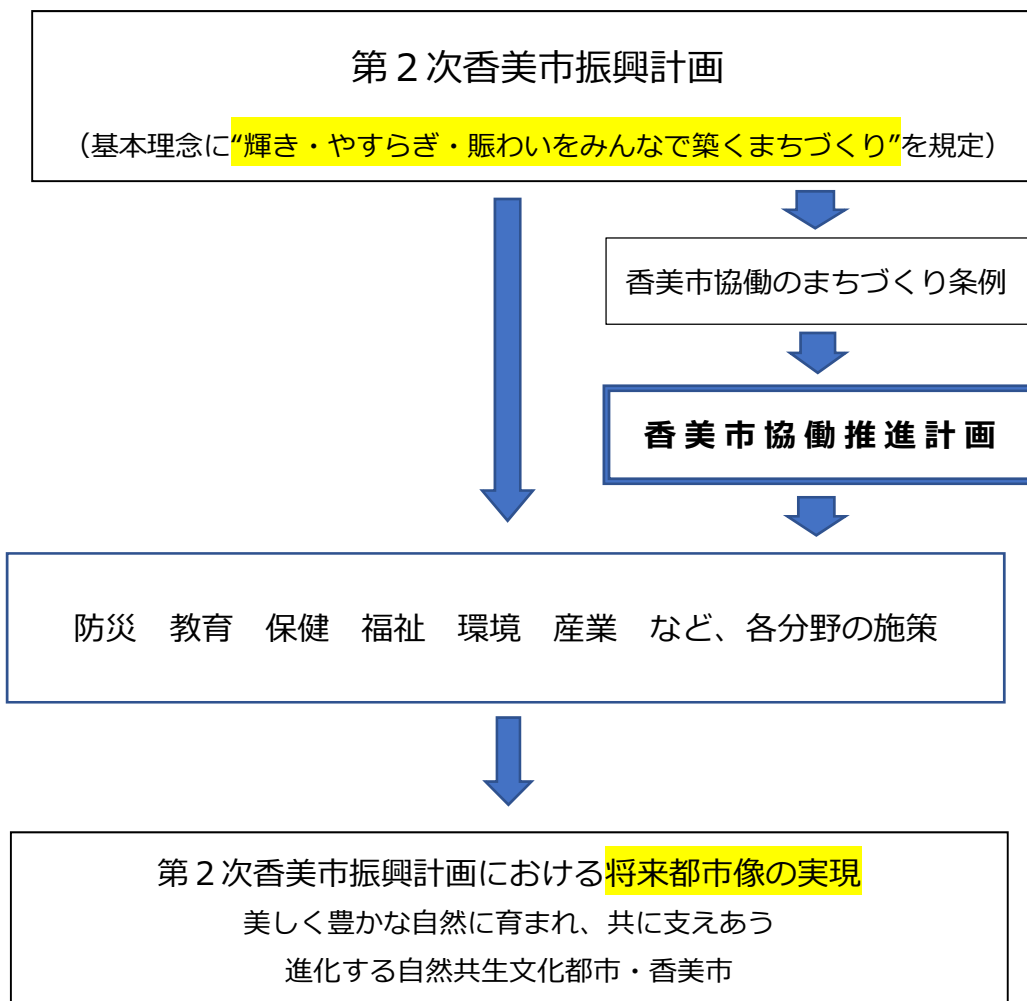 第２次香美市振興計画
（基本理念に“輝き・やすらぎ・賑わいをみんなで築くまちづくり”を規定）
香美市協働のまちづくり条例
香美市協働推進計画
防災　教育　保健　福祉　環境　産業　など、各分野の施策
第２次香美市振興計画における将来都市像の実現
美しく豊かな自然に育まれ、共に支えあう
進化する自然共生文化都市・香美市